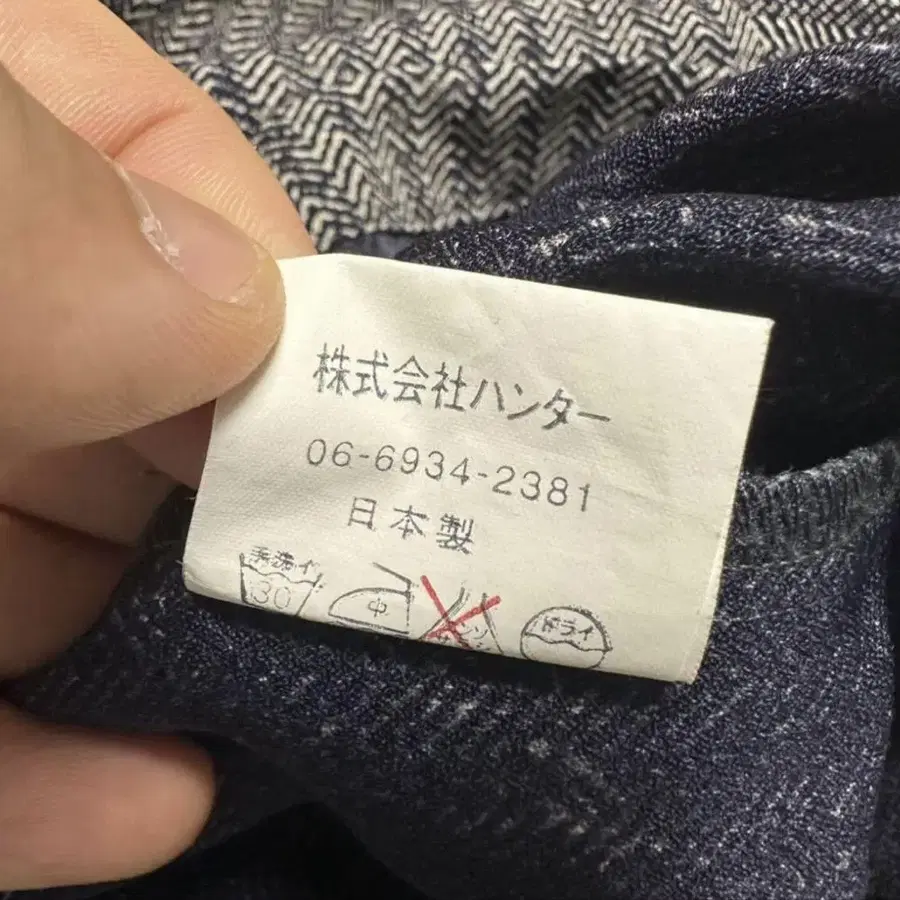 株式会社ハンター
06-6934-2381
日本製
手洗イ
30
中
ドライ